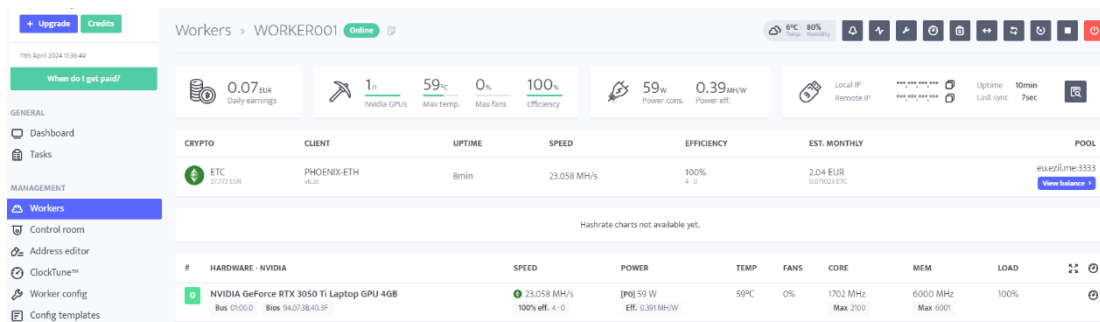 + Upgrade Credits
11th April 2024 11:36:49
When do I get paid?
GENERAL
Dashboard
Tasks
MANAGEMENT
Workers
Control room
Address editor
ClockTune™
Worker config
Config templates
Workers > WORKER001 Online
6°C 80%
Temp. Humidity
0.07 EUR
Daily earnings
1/1
Nvidia GPUs
59°C
Max temp.
0%
Max fans
100%
Efficiency
59W
Power cons.
0.39 MH/W
Power eff.
Local IP ***.***.***.***
Remote IP ***.***.***.***
Uptime 10min
Last sync 7sec
CRYPTO CLIENT UPTIME SPEED EFFICIENCY EST. MONTHLY POOL
ETC PHOENIX-ETH 8min 23.058 MH/s 100% 2.04 EUR eu.ezil.me:3333
27.772 EUR v6.2c 4 · 0 0.079023 ETC View balance >
Hashrate charts not available yet.
# HARDWARE · NVIDIA SPEED POWER TEMP FANS CORE MEM LOAD
0 NVIDIA GeForce RTX 3050 Ti Laptop GPU 4GB 23.058 MH/s [P0] 59 W 59°C 0% 1702 MHz 6000 MHz 100%
Bus 01:00.0 Bios 94.07.3B.40.3F 100% eff. 4 · 0 Eff. 0.391 MH/W Max 2100 Max 6001